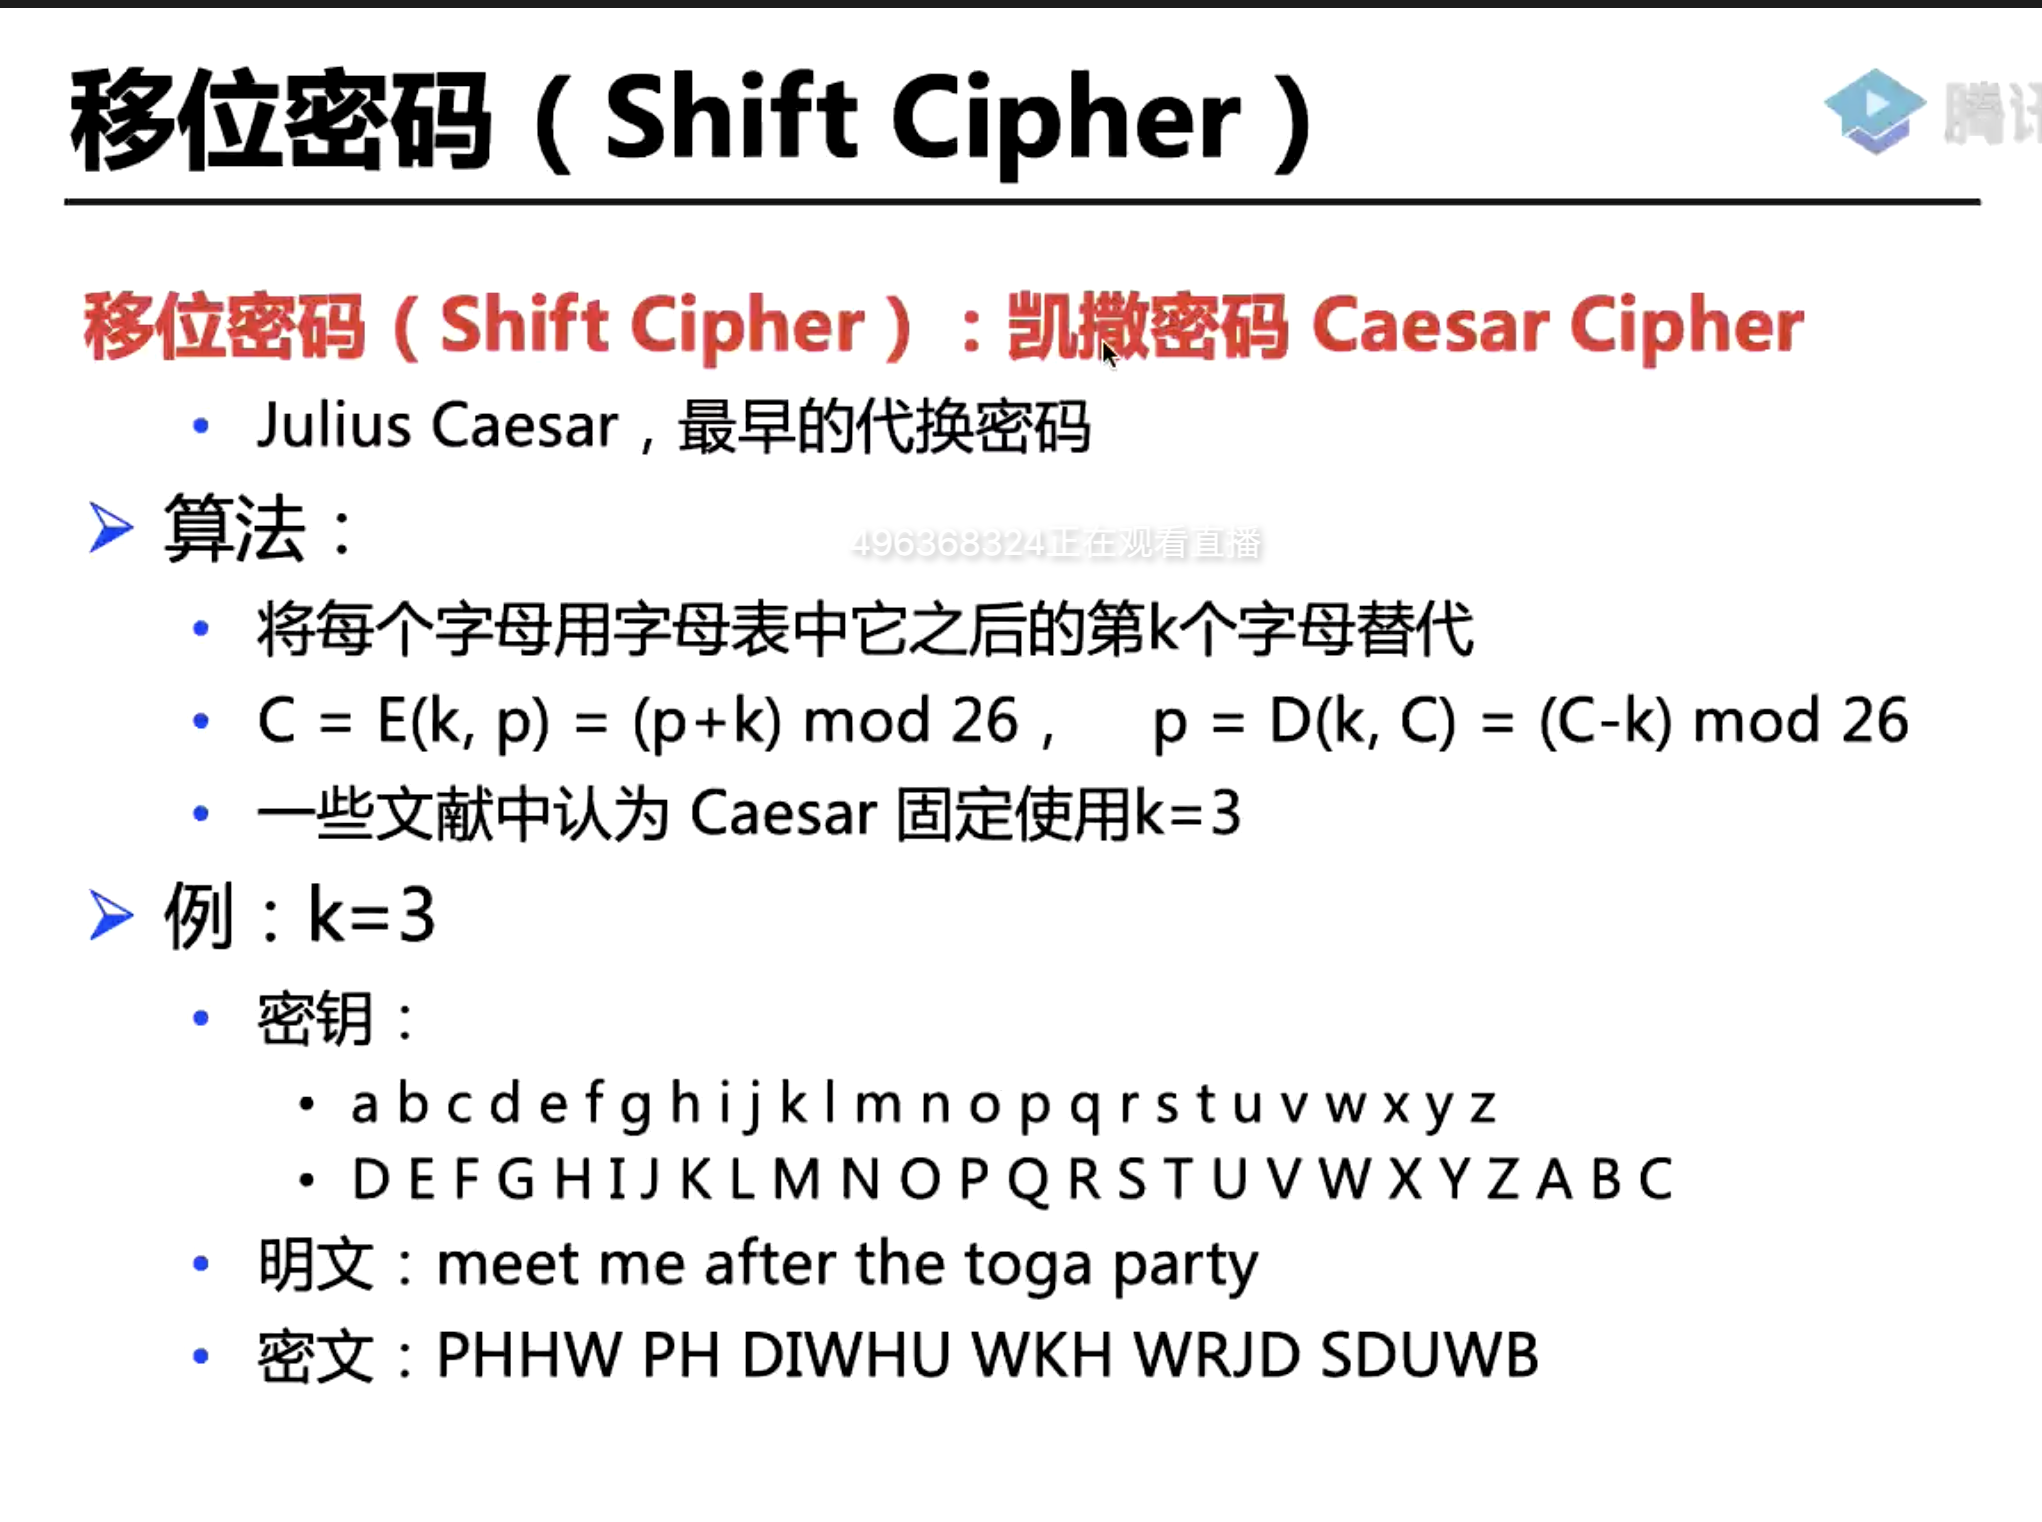 移位密码（Shift Cipher）
腾讯
移位密码（Shift Cipher）：凯撒密码 Caesar Cipher
• Julius Caesar，最早的代换密码
➢ 算法：
496368324正在观看直播
• 将每个字母用字母表中它之后的第k个字母替代
• C = E(k, p) = (p+k) mod 26， p = D(k, C) = (C-k) mod 26
• 一些文献中认为 Caesar 固定使用k=3
➢ 例：k=3
• 密钥：
• a b c d e f g h i j k l m n o p q r s t u v w x y z
• D E F G H I J K L M N O P Q R S T U V W X Y Z A B C
• 明文：meet me after the toga party
• 密文：PHHW PH DIWHU WKH WRJD SDUWB